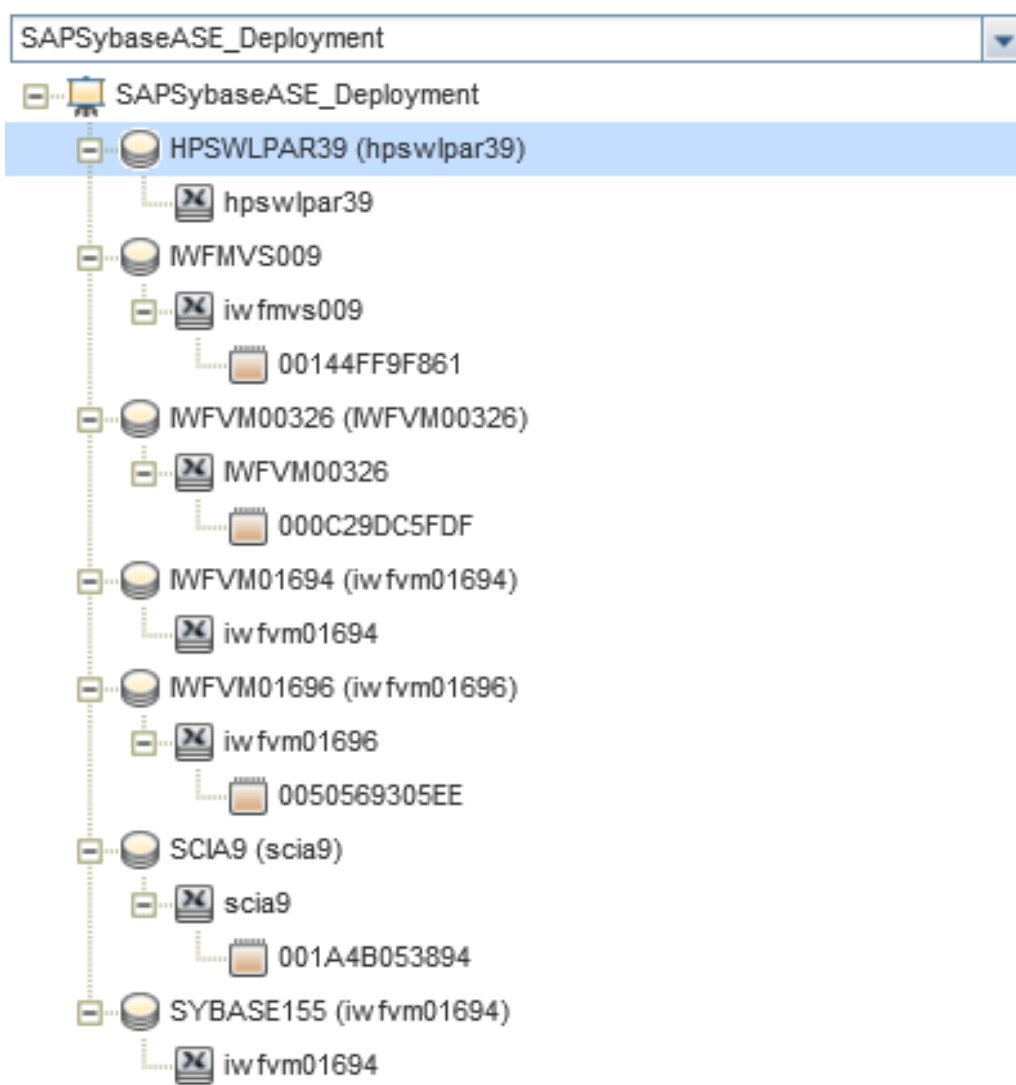 SAPSybaseASE_Deployment
SAPSybaseASE_Deployment
HPSWLPAR39 (hpswlpar39)
hpswlpar39
IWFMVS009
iwfmvs009
00144FF9F861
IWFVM00326 (IWFVM00326)
IWFVM00326
000C29DC5FDF
IWFVM01694 (iwfvm01694)
iwfvm01694
IWFVM01696 (iwfvm01696)
iwfvm01696
0050569305EE
SCIA9 (scia9)
scia9
001A4B053894
SYBASE155 (iwfvm01694)
iwfvm01694